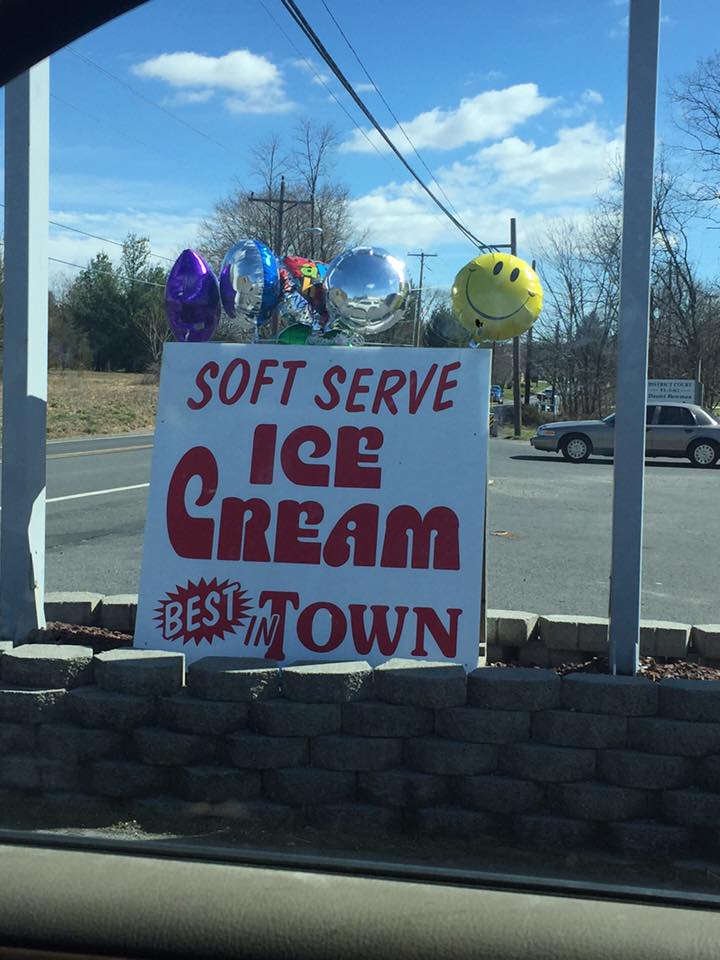 SOFT SERVE
ICE
CREAM
BEST IN TOWN
DISTRICT COURT